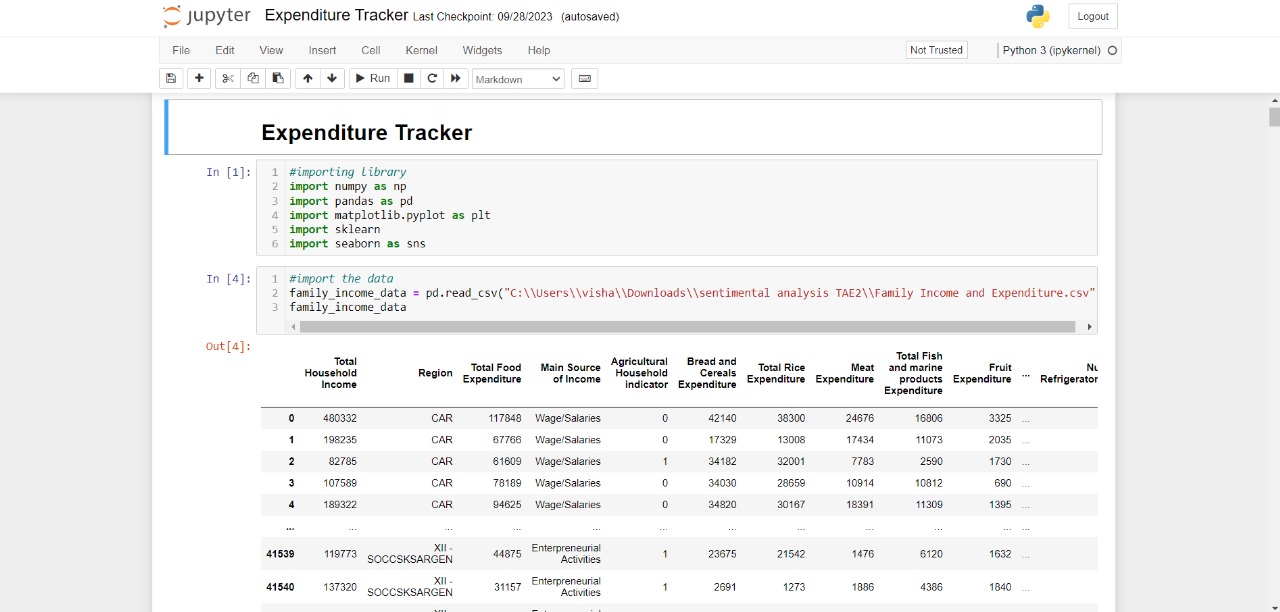 jupyter Expenditure Tracker Last Checkpoint: 09/28/2023 (autosaved) Logout
File Edit View Insert Cell Kernel Widgets Help Not Trusted Python 3 (ipykernel)
Run Markdown
Expenditure Tracker
In [1]:
1 #importing library
2 import numpy as np
3 import pandas as pd
4 import matplotlib.pyplot as plt
5 import sklearn
6 import seaborn as sns
In [4]:
1 #import the data
2 family_income_data = pd.read_csv("C:\\Users\\visha\\Downloads\\sentimental analysis TAE2\\Family Income and Expenditure.csv"
3 family_income_data
Out[4]:
Total Household Income Region Total Food Expenditure Main Source of Income Agricultural Household indicator Bread and Cereals Expenditure Total Rice Expenditure Meat Expenditure Total Fish and marine products Expenditure Fruit Expenditure ... Refrigerator
0 480332 CAR 117848 Wage/Salaries 0 42140 38300 24676 16806 3325 ...
1 198235 CAR 67766 Wage/Salaries 0 17329 13008 17434 11073 2035 ...
2 82785 CAR 61609 Wage/Salaries 1 34182 32001 7783 2590 1730 ...
3 107589 CAR 78189 Wage/Salaries 0 34030 28659 10914 10812 690 ...
4 189322 CAR 94625 Wage/Salaries 0 34820 30167 18391 11309 1395 ...
... ... ... ... ... ... ... ... ... ... ...
41539 119773 XII - SOCCSKSARGEN 44875 Enterpreneurial Activities 1 23675 21542 1476 6120 1632 ...
41540 137320 XII - SOCCSKSARGEN 31157 Enterpreneurial Activities 1 2691 1273 1886 4386 1840 ...